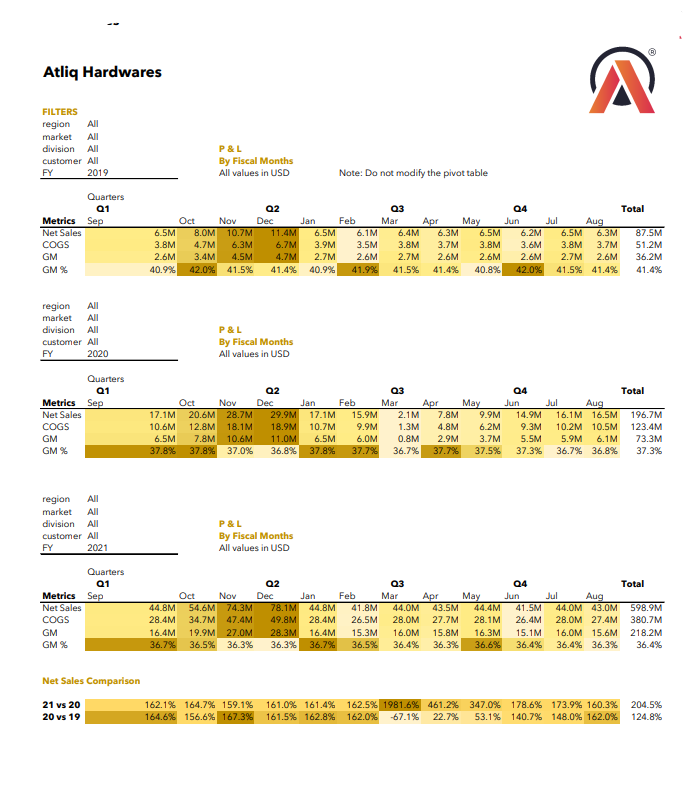 Atliq Hardwares
®
FILTERS
region All
market All
division All P & L
customer All By Fiscal Months
FY 2019 All values in USD Note: Do not modify the pivot table
Quarters
Q1 Q2 Q3 Q4 Total
Metrics Sep Oct Nov Dec Jan Feb Mar Apr May Jun Jul Aug
Net Sales 6.5M 8.0M 10.7M 11.4M 6.5M 6.1M 6.4M 6.3M 6.5M 6.2M 6.5M 6.3M 87.5M
COGS 3.8M 4.7M 6.3M 6.7M 3.9M 3.5M 3.8M 3.7M 3.8M 3.6M 3.8M 3.7M 51.2M
GM 2.6M 3.4M 4.5M 4.7M 2.7M 2.6M 2.7M 2.6M 2.6M 2.6M 2.7M 2.6M 36.2M
GM % 40.9% 42.0% 41.5% 41.4% 40.9% 41.9% 41.5% 41.4% 40.8% 42.0% 41.5% 41.4% 41.4%
region All
market All
division All P & L
customer All By Fiscal Months
FY 2020 All values in USD
Quarters
Q1 Q2 Q3 Q4 Total
Metrics Sep Oct Nov Dec Jan Feb Mar Apr May Jun Jul Aug
Net Sales 17.1M 20.6M 28.7M 29.9M 17.1M 15.9M 2.1M 7.8M 9.9M 14.9M 16.1M 16.5M 196.7M
COGS 10.6M 12.8M 18.1M 18.9M 10.7M 9.9M 1.3M 4.8M 6.2M 9.3M 10.2M 10.5M 123.4M
GM 6.5M 7.8M 10.6M 11.0M 6.5M 6.0M 0.8M 2.9M 3.7M 5.5M 5.9M 6.1M 73.3M
GM % 37.8% 37.8% 37.0% 36.8% 37.8% 37.7% 36.7% 37.7% 37.5% 37.3% 36.7% 36.8% 37.3%
region All
market All
division All P & L
customer All By Fiscal Months
FY 2021 All values in USD
Quarters
Q1 Q2 Q3 Q4 Total
Metrics Sep Oct Nov Dec Jan Feb Mar Apr May Jun Jul Aug
Net Sales 44.8M 54.6M 74.3M 78.1M 44.8M 41.8M 44.0M 43.5M 44.4M 41.5M 44.0M 43.0M 598.9M
COGS 28.4M 34.7M 47.4M 49.8M 28.4M 26.5M 28.0M 27.7M 28.1M 26.4M 28.0M 27.4M 380.7M
GM 16.4M 19.9M 27.0M 28.3M 16.4M 15.3M 16.0M 15.8M 16.3M 15.1M 16.0M 15.6M 218.2M
GM % 36.7% 36.5% 36.3% 36.3% 36.7% 36.5% 36.4% 36.3% 36.6% 36.4% 36.4% 36.3% 36.4%
Net Sales Comparison
21 vs 20 162.1% 164.7% 159.1% 161.0% 161.4% 162.5% 1981.6% 461.2% 347.0% 178.6% 173.9% 160.3% 204.5%
20 vs 19 164.6% 156.6% 167.3% 161.5% 162.8% 162.0% -67.1% 22.7% 53.1% 140.7% 148.0% 162.0% 124.8%